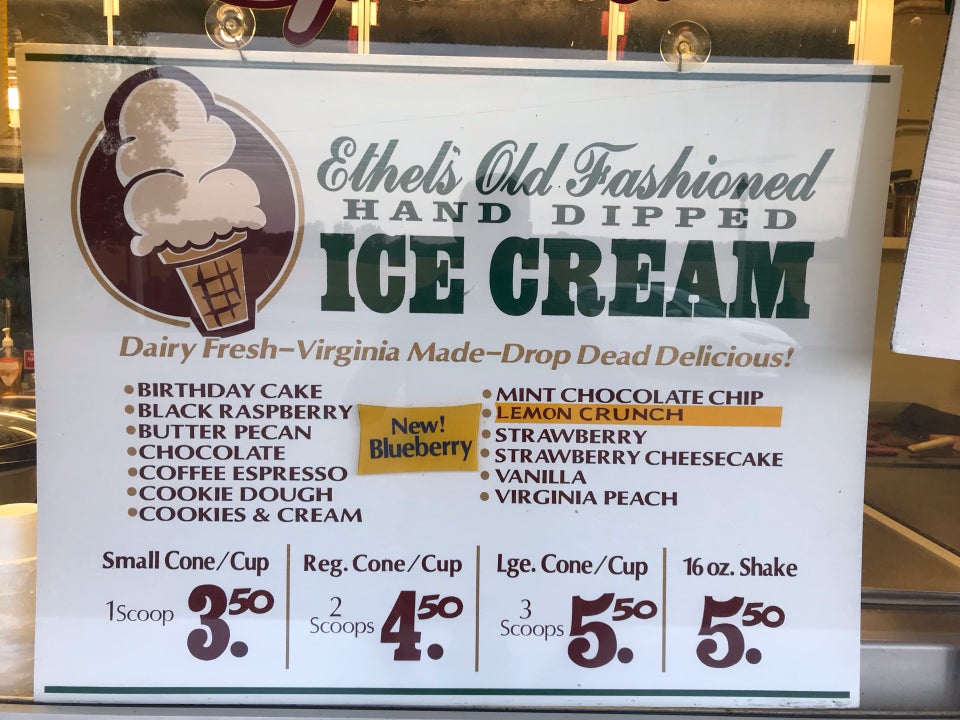 Ethel's Old Fashioned
HAND DIPPED
ICE CREAM
Dairy Fresh–Virginia Made–Drop Dead Delicious!
•BIRTHDAY CAKE
•BLACK RASPBERRY
•BUTTER PECAN
•CHOCOLATE
•COFFEE ESPRESSO
•COOKIE DOUGH
•COOKIES & CREAM
New!
Blueberry
•MINT CHOCOLATE CHIP
•LEMON CRUNCH
•STRAWBERRY
•STRAWBERRY CHEESECAKE
•VANILLA
•VIRGINIA PEACH
Small Cone/Cup
1 Scoop 3.50
Reg. Cone/Cup
2 Scoops 4.50
Lge. Cone/Cup
3 Scoops 5.50
16 oz. Shake
5.50